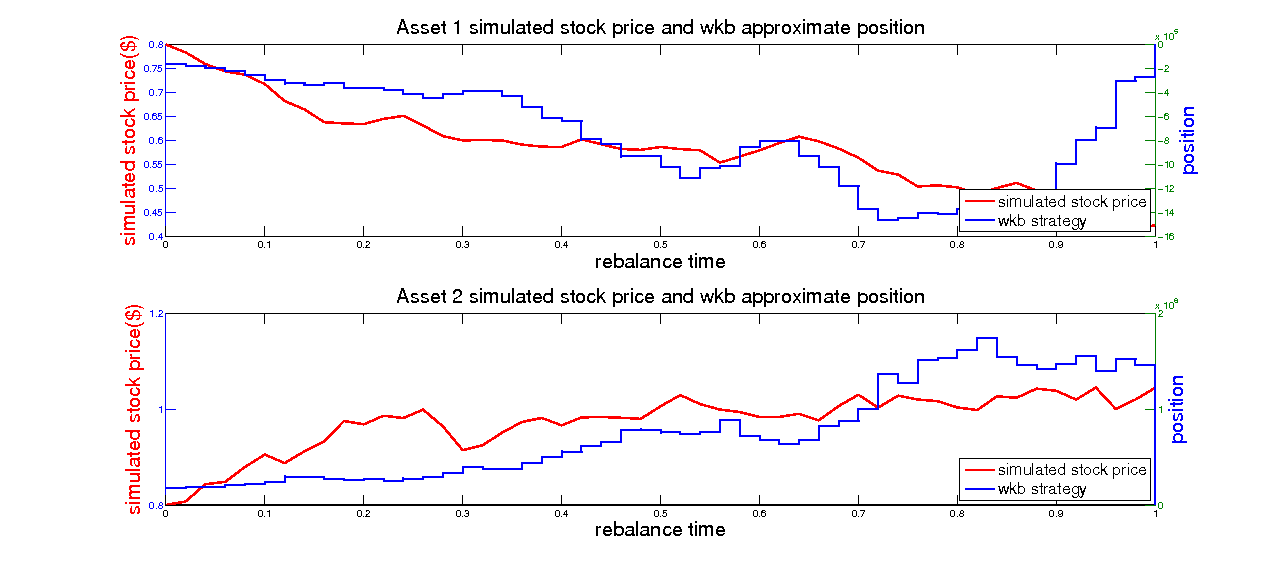 Asset 1 simulated stock price and wkb approximate position
simulated stock price($)
0.8
0.75
0.7
0.65
0.6
0.55
0.5
0.45
0.4
0 0.1 0.2 0.3 0.4 0.5 0.6 0.7 0.8 0.9 1
rebalance time
x 10^5
0
-2
-4
-6
-8
-10
-12
-14
-16
position
simulated stock price
wkb strategy
Asset 2 simulated stock price and wkb approximate position
simulated stock price($)
1.2
1
0.8
0 0.1 0.2 0.3 0.4 0.5 0.6 0.7 0.8 0.9 1
rebalance time
2
1
0
position
simulated stock price
wkb strategy